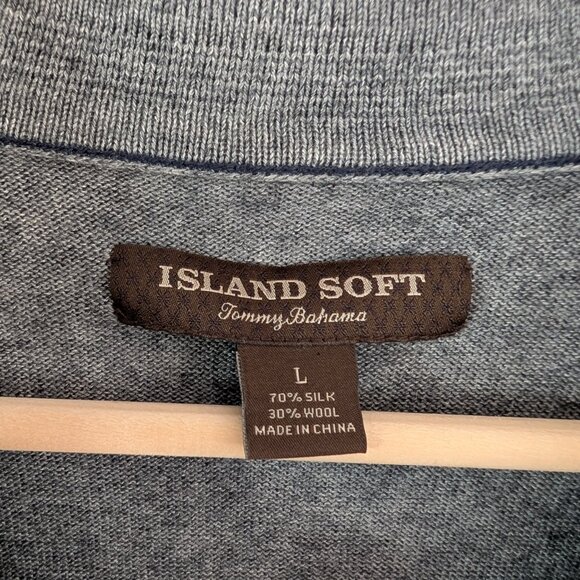 ISLAND SOFT
Tommy Bahama
L
70% SILK
30% WOOL
MADE IN CHINA